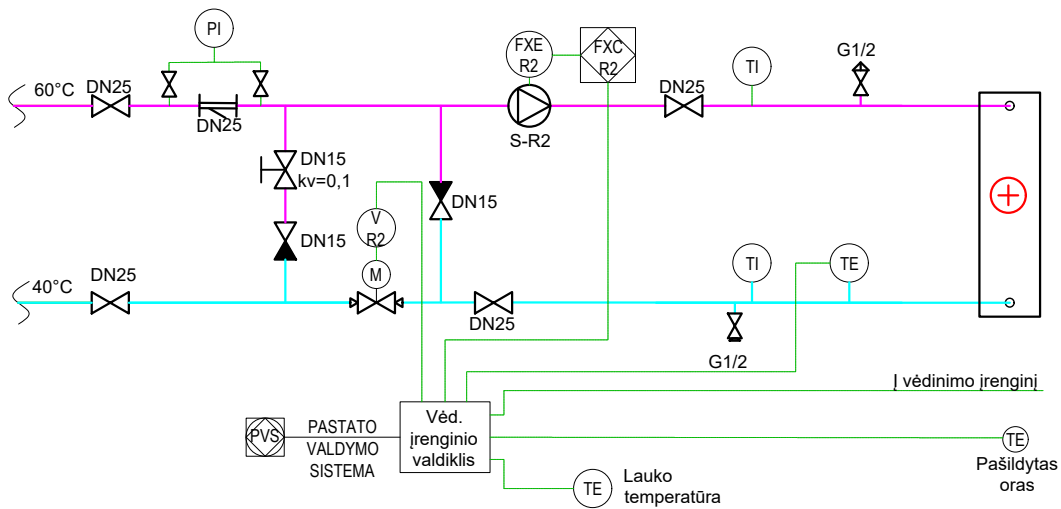 PI
FXE
R2
FXC
R2
G1/2
TI
60°C
DN25
DN25
DN25
S-R2
DN15
kv=0,1
DN15
V
R2
DN15
M
40°C
DN25
TI
TE
DN25
G1/2
Į vėdinimo įrenginį
PVS
PASTATO
VALDYMO
SISTEMA
Vėd.
įrenginio
valdiklis
TE
Pašildytas
oras
TE
Lauko
temperatūra